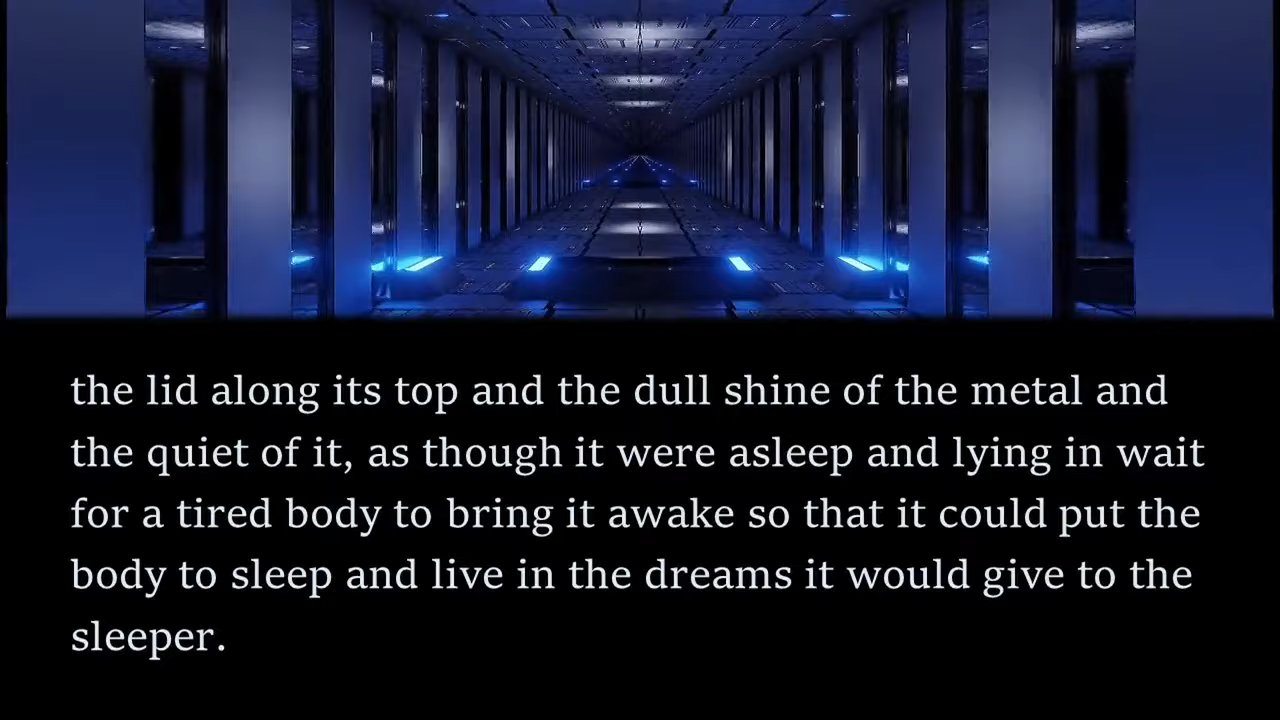 the lid along its top and the dull shine of the metal and
the quiet of it, as though it were asleep and lying in wait
for a tired body to bring it awake so that it could put the
body to sleep and live in the dreams it would give to the
sleeper.